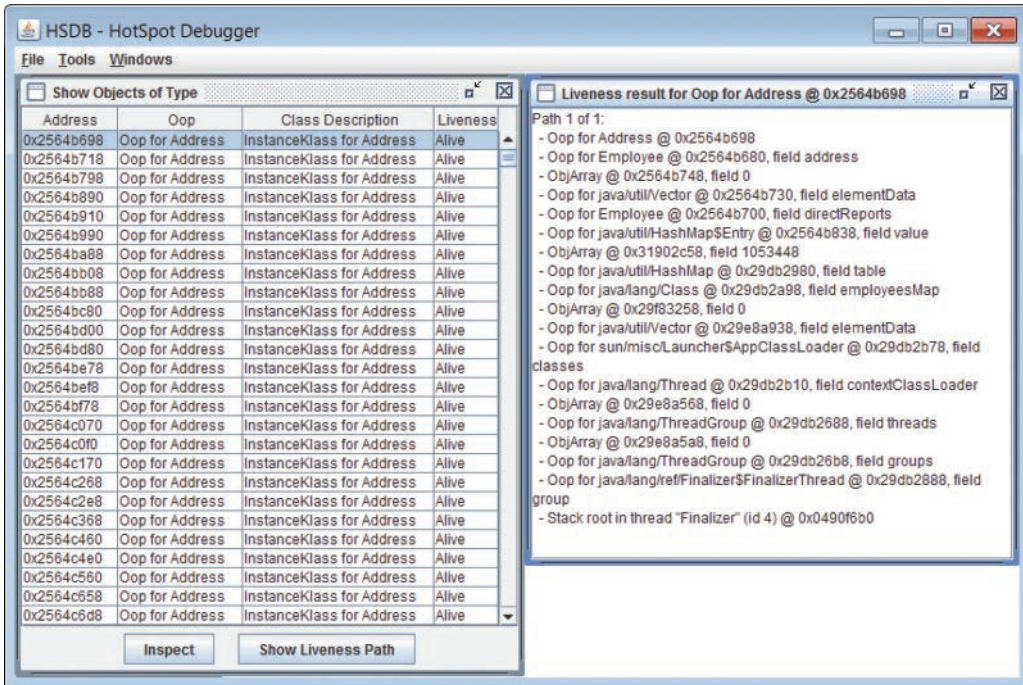 HSDB - HotSpot Debugger
File Tools Windows
Show Objects of Type
Address Oop Class Description Liveness
0x2564b698 Oop for Address InstanceKlass for Address Alive
0x2564b718 Oop for Address InstanceKlass for Address Alive
0x2564b798 Oop for Address InstanceKlass for Address Alive
0x2564b890 Oop for Address InstanceKlass for Address Alive
0x2564b910 Oop for Address InstanceKlass for Address Alive
0x2564b990 Oop for Address InstanceKlass for Address Alive
0x2564ba88 Oop for Address InstanceKlass for Address Alive
0x2564bb08 Oop for Address InstanceKlass for Address Alive
0x2564bb88 Oop for Address InstanceKlass for Address Alive
0x2564bc80 Oop for Address InstanceKlass for Address Alive
0x2564bd00 Oop for Address InstanceKlass for Address Alive
0x2564bd80 Oop for Address InstanceKlass for Address Alive
0x2564be78 Oop for Address InstanceKlass for Address Alive
0x2564bef8 Oop for Address InstanceKlass for Address Alive
0x2564bf78 Oop for Address InstanceKlass for Address Alive
0x2564c070 Oop for Address InstanceKlass for Address Alive
0x2564c0f0 Oop for Address InstanceKlass for Address Alive
0x2564c170 Oop for Address InstanceKlass for Address Alive
0x2564c268 Oop for Address InstanceKlass for Address Alive
0x2564c2e8 Oop for Address InstanceKlass for Address Alive
0x2564c368 Oop for Address InstanceKlass for Address Alive
0x2564c460 Oop for Address InstanceKlass for Address Alive
0x2564c4e0 Oop for Address InstanceKlass for Address Alive
0x2564c560 Oop for Address InstanceKlass for Address Alive
0x2564c658 Oop for Address InstanceKlass for Address Alive
0x2564c6d8 Oop for Address InstanceKlass for Address Alive
Inspect Show Liveness Path
Liveness result for Oop for Address @ 0x2564b698
Path 1 of 1:
- Oop for Address @ 0x2564b698
- Oop for Employee @ 0x2564b680, field address
- ObjArray @ 0x2564b748, field 0
- Oop for java/util/Vector @ 0x2564b730, field elementData
- Oop for Employee @ 0x2564b700, field directReports
- Oop for java/util/HashMap$Entry @ 0x2564b838, field value
- ObjArray @ 0x31902c58, field 1053448
- Oop for java/util/HashMap @ 0x29db2980, field table
- Oop for java/lang/Class @ 0x29db2a98, field employeesMap
- ObjArray @ 0x29f83258, field 0
- Oop for java/util/Vector @ 0x29e8a938, field elementData
- Oop for sun/misc/Launcher$AppClassLoader @ 0x29db2b78, field
classes
- Oop for java/lang/Thread @ 0x29db2b10, field contextClassLoader
- ObjArray @ 0x29e8a568, field 0
- Oop for java/lang/ThreadGroup @ 0x29db2688, field threads
- ObjArray @ 0x29e8a5a8, field 0
- Oop for java/lang/ThreadGroup @ 0x29db26b8, field groups
- Oop for java/lang/ref/Finalizer$FinalizerThread @ 0x29db2888, field
group
- Stack root in thread "Finalizer" (id 4) @ 0x0490f6b0